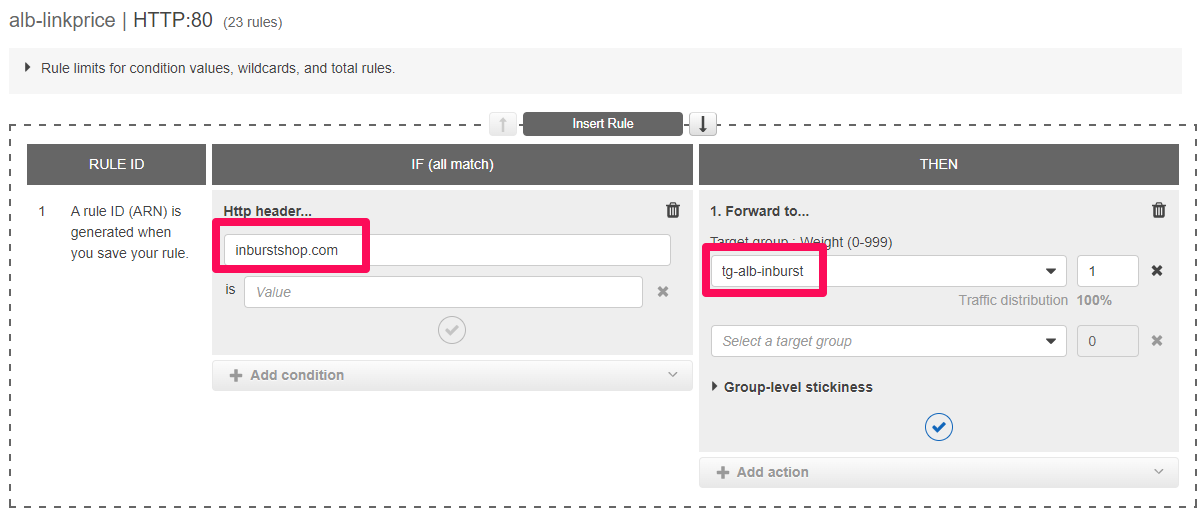 alb-linkprice | HTTP:80 (23 rules)
Rule limits for condition values, wildcards, and total rules.
Insert Rule
RULE ID
IF (all match)
THEN
1
A rule ID (ARN) is
generated when
you save your rule.
Http header...
inburstshop.com
is
Value
Add condition
1. Forward to...
Target group : Weight (0-999)
tg-alb-inburst
1
Traffic distribution 100%
Select a target group
0
Group-level stickiness
Add action